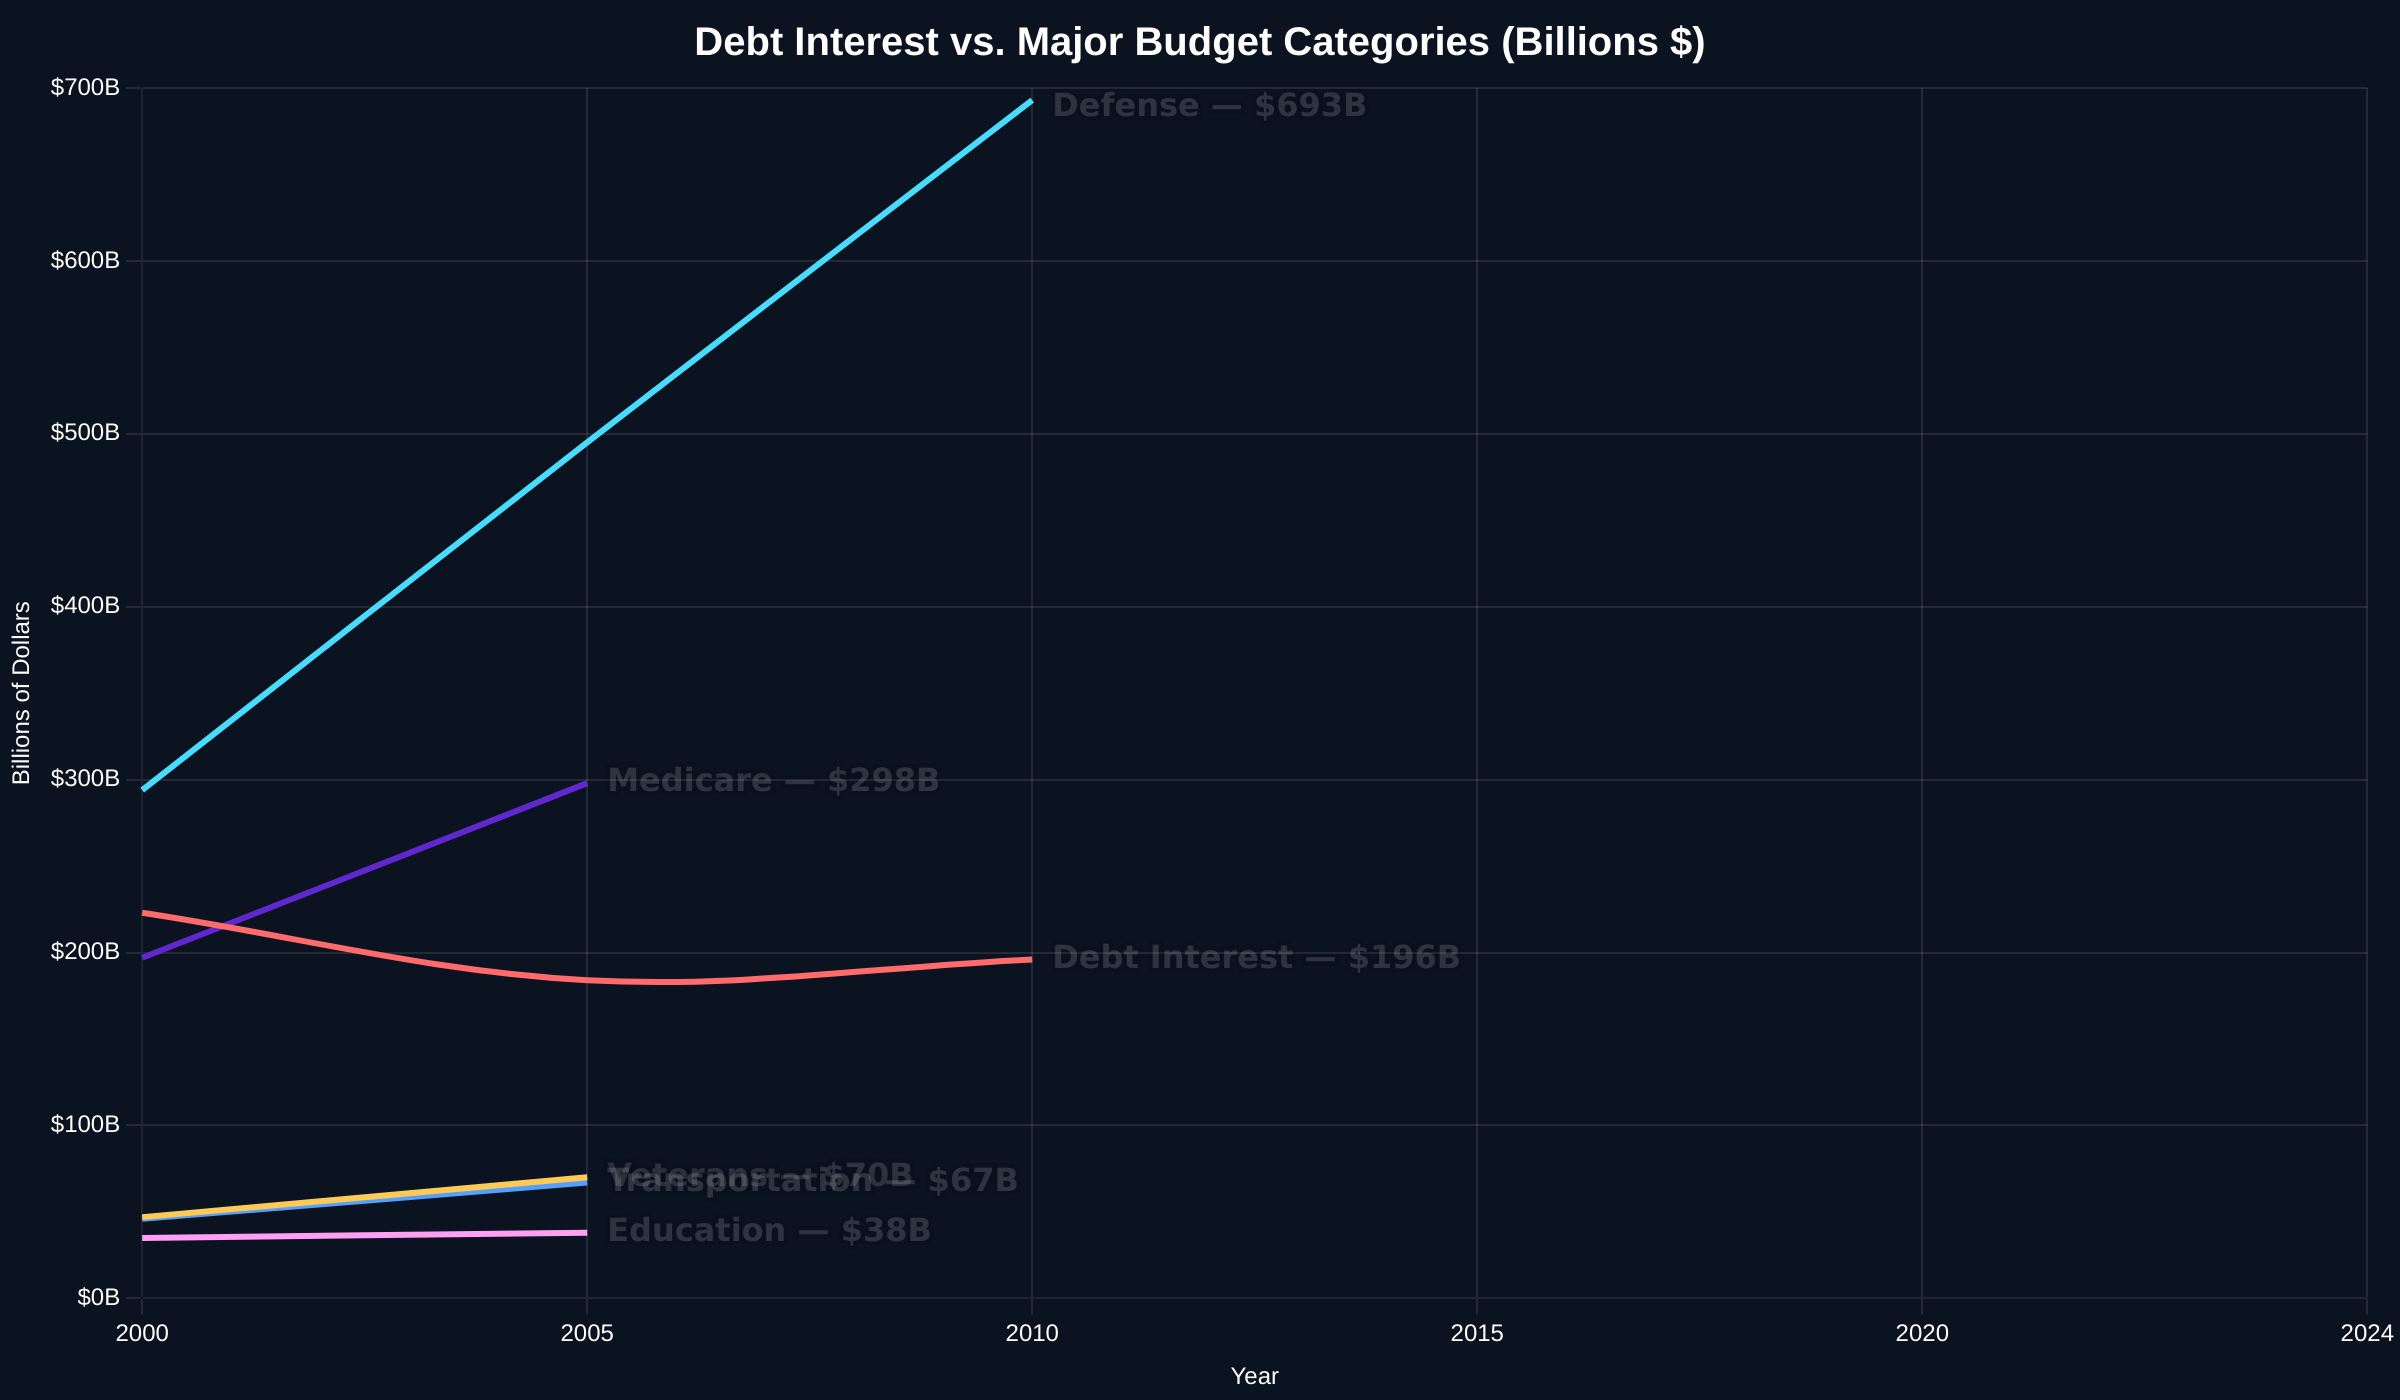 Debt Interest vs. Major Budget Categories (Billions $)
$700B
Defense — $693B
$600B
$500B
$400B
Billions of Dollars
$300B
Medicare — $298B
$200B
Debt Interest — $196B
$100B
Veterans — $70B
Transportation — $67B
Education — $38B
$0B
2000
2005
2010
2015
2020
2024
Year